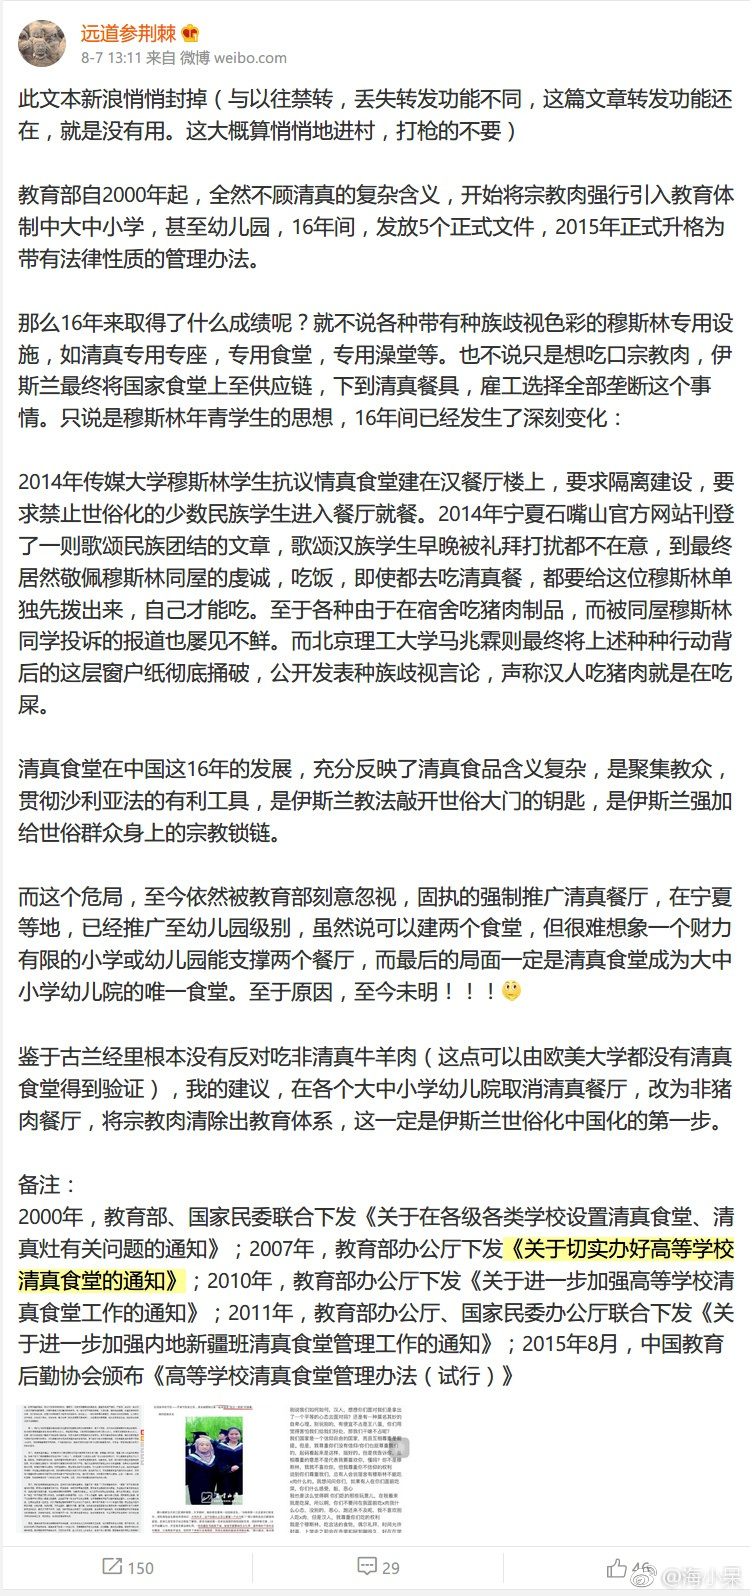 远道参荆棘
8-7 13:11 来自 微博 weibo.com
此文本新浪悄悄封掉（与以往禁转，丢失转发功能不同，这篇文章转发功能还
在，就是没有用。这大概算悄悄地进村，打枪的不要）
教育部自2000年起，全然不顾清真的复杂含义，开始将宗教肉强行引入教育体
制中大中小学，甚至幼儿园，16年间，发放5个正式文件，2015年正式升格为
带有法律性质的管理办法。
那么16年来取得了什么成绩呢？就不说各种带有种族歧视色彩的穆斯林专用设
施，如清真专用专座，专用食堂，专用澡堂等。也不说只是想吃口宗教肉，伊
斯兰最终将国家食堂上至供应链，下到清真餐具，雇工选择全部垄断这个事
情。只说是穆斯林年青学生的思想，16年间已经发生了深刻变化：
2014年传媒大学穆斯林学生抗议情真食堂建在汉餐厅楼上，要求隔离建设，要
求禁止世俗化的少数民族学生进入餐厅就餐。2014年宁夏石嘴山官方网站刊登
了一则歌颂民族团结的文章，歌颂汉族学生早晚被礼拜打扰都不在意，到最终
居然敬佩穆斯林同屋的虔诚，吃饭，即使都去吃清真餐，都要给这位穆斯林单
独先拨出来，自己才能吃。至于各种由于在宿舍吃猪肉制品，而被同屋穆斯林
同学投诉的报道也屡见不鲜。而北京理工大学马兆霖则最终将上述种种行动背
后的这层窗户纸彻底捅破，公开发表种族歧视言论，声称汉人吃猪肉就是在吃
屎。
清真食堂在中国这16年的发展，充分反映了清真食品含义复杂，是聚集教众，
贯彻沙利亚法的有利工具，是伊斯兰教法敲开世俗大门的钥匙，是伊斯兰强加
给世俗群众身上的宗教锁链。
而这个危局，至今依然被教育部刻意忽视，固执的强制推广清真餐厅，在宁夏
等地，已经推广至幼儿园级别，虽然说可以建两个食堂，但很难想象一个财力
有限的小学或幼儿园能支撑两个餐厅，而最后的局面一定是清真食堂成为大中
小学幼儿院的唯一食堂。至于原因，至今未明！！！
鉴于古兰经里根本没有反对吃非清真牛羊肉（这点可以由欧美大学都没有清真
食堂得到验证），我的建议，在各个大中小学幼儿院取消清真餐厅，改为非猪
肉餐厅，将宗教肉清除出教育体系，这一定是伊斯兰世俗化中国化的第一步。
备注：
2000年，教育部、国家民委联合下发《关于在各级各类学校设置清真食堂、清
真灶有关问题的通知》；2007年，教育部办公厅下发《关于切实办好高等学校
清真食堂的通知》；2010年，教育部办公厅下发《关于进一步加强高等学校清
真食堂工作的通知》；2011年，教育部办公厅、国家民委办公厅联合下发《关
于进一步加强内地新疆班清真食堂管理工作的通知》；2015年8月，中国教育
后勤协会颁布《高等学校清真食堂管理办法（试行）》
150
29
46
@海小呆